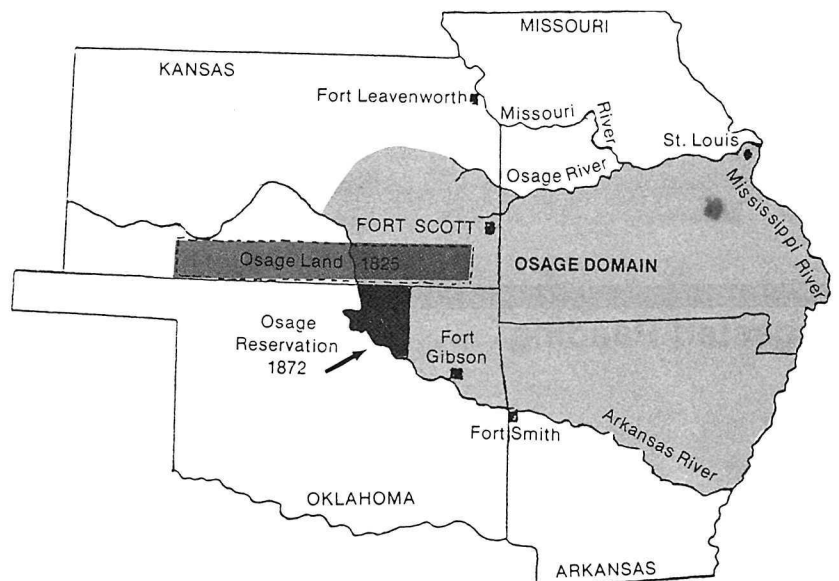 MISSOURI
KANSAS
Fort Leavenworth
Missouri River
St. Louis
Osage River
Mississippi River
FORT SCOTT
Osage Land 1825
OSAGE DOMAIN
Osage
Reservation
1872
Fort
Gibson
Fort Smith
Arkansas River
OKLAHOMA
ARKANSAS